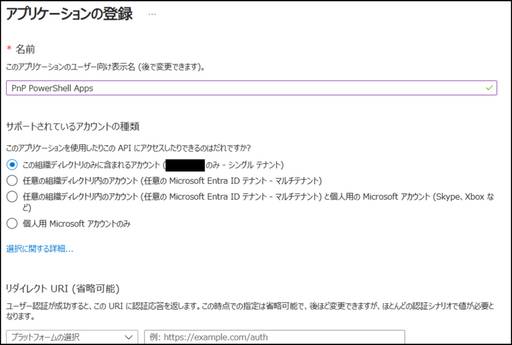 アプリケーションの登録 …
* 名前
このアプリケーションのユーザー向け表示名 (後で変更できます)。
PnP PowerShell Apps
サポートされているアカウントの種類
このアプリケーションを使用したりこの API にアクセスしたりできるのはだれですか?
この組織ディレクトリのみに含まれるアカウント ( のみ - シングル テナント)
任意の組織ディレクトリ内のアカウント (任意の Microsoft Entra ID テナント - マルチテナント)
任意の組織ディレクトリ内のアカウント (任意の Microsoft Entra ID テナント - マルチテナント) と個人用の Microsoft アカウント (Skype、Xbox な
ど)
個人用 Microsoft アカウントのみ
選択に関する詳細...
リダイレクト URI (省略可能)
ユーザー認証が成功すると、この URI に認証応答を返します。この時点での指定は省略可能で、後ほど変更できますが、ほとんどの認証シナリオで値が必要と
なります。
プラットフォームの選択
例: https://example.com/auth